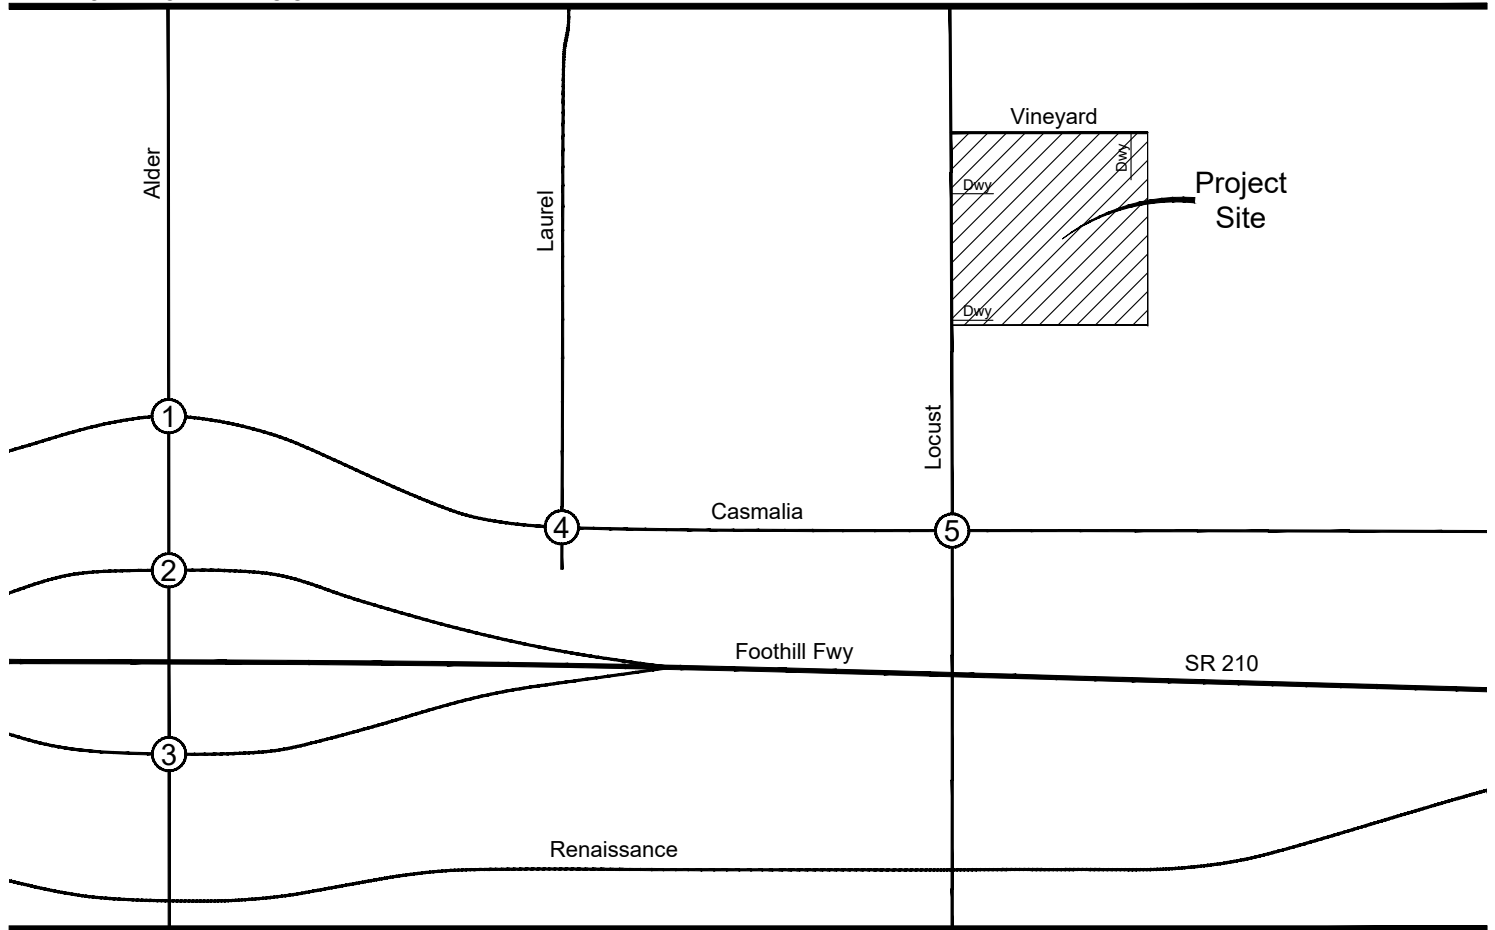 Vineyard
Alder
Dwy
Dwy
Project
Site
Laurel
Dwy
1
Locust
Casmalia
4
5
2
Foothill Fwy
SR 210
3
Renaissance